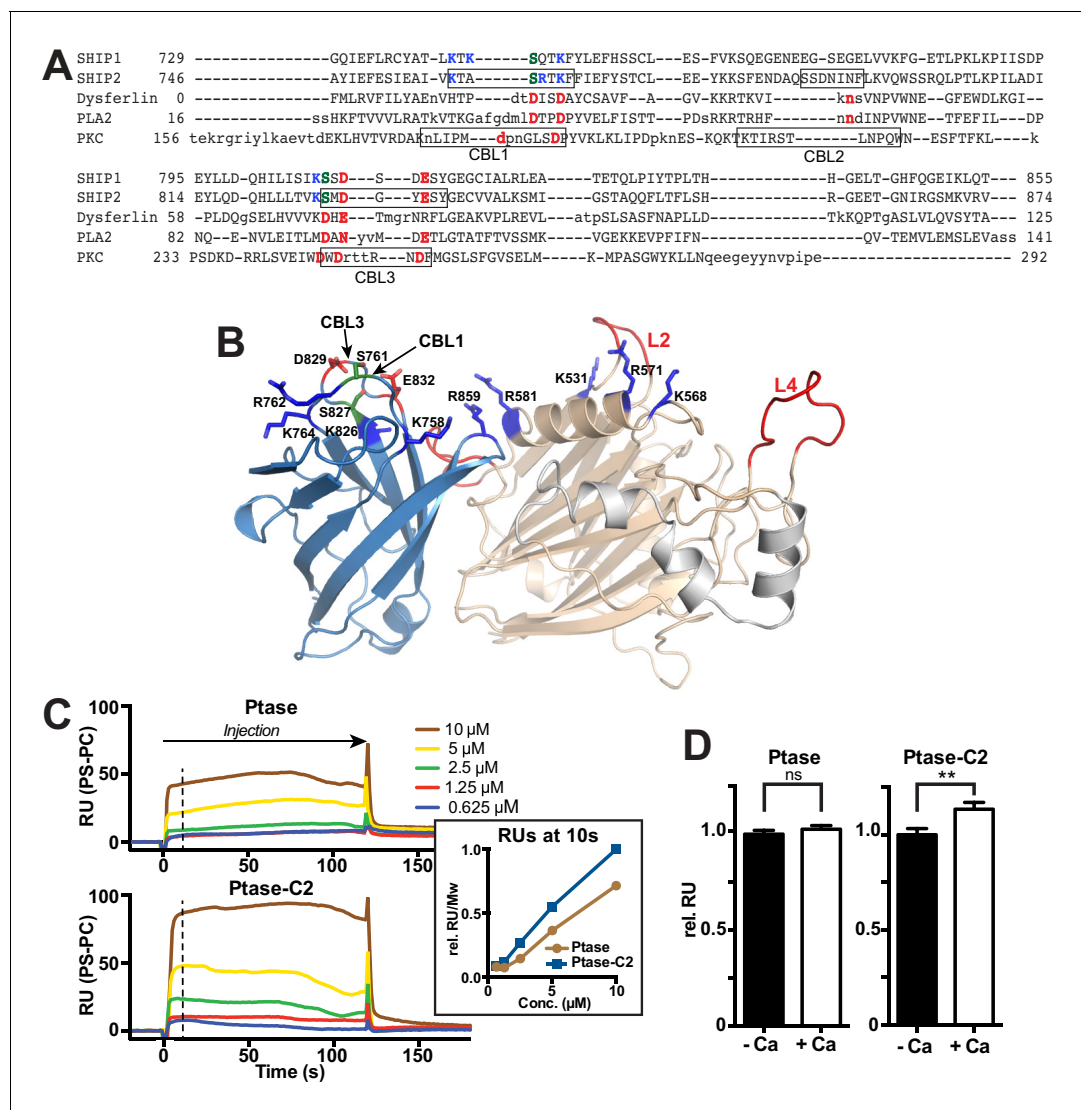 A
SHIP1 729 ----------------GQIEFLRCYAT-LKTK------SQTKFYLEFHSSCL---ES-FVKSQEGENEEG-SEGELVVKFG-ETLPKLKPIISDP
SHIP2 746 ----------------AYIEFESIEAI-VKTA------SRTKFFIEFYSTCL---EE-YKKSFENDAQSSDNINFLKVQWSSRQLPTLKPILADI
Dysferlin 0 ---------------FMLRVFILYAEnVHTP----dtDISDAYCSAVF--A---GV-KKRTKVI-----knsVNPVWNE-GFEWDLKGI-
PLA2 16 ----------ssHKFTVVVLRATkVTKGafgdmlDTPDPYVELFISTT--PDsRKRTRHF-----ndINPVWNE-TFEFIL-DP
PKC 156 tekrgriylkaevtdEKLHVTVRDAKnLIPM---dpnGLSDPYVKLKLIPDpknES-KQKTKTIRST------LNPQWN--ESFTFKL----k
CBL1
CBL2
SHIP1 795 EYLLD-QHILISIKSSD---S--DESYGEGCIALRLEA----TETQLPIYTPLTH----------H-GELT-GHFQGEIKLQT- 855
SHIP2 814 EYLQD-QHLLLTVKSMD---G--YESYGECVVALKSMI----GSTAQQFLTFLSH----------R-GEET-GNIRGSMKVRV- 874
Dysferlin 58 -PLDQgSELHVVVKDHE--TmgrNRFLGEAKVPLREVL--atpSLSASFNAPLLD--------TkKQPTgASLVLQVSYTA- 125
PLA2 82 NQ--E-NVLEITLMDAN-yvM--DETLGTATFTVSSMK-----VGEKKEVPFIFN-------------QV-TEMVLEMSLEVass 141
PKC 233 PSDKD-RRLSVEIWDWDrttR--NDFMGSLSFGVSELM---K-MPASGWYKLLNqeegeyynvpipe---------------- 292
CBL3
B
CBL3
CBL1
L2
L4
D829
S761
E832
R762
S827
K764
K826
K758
R859
R581
K531
R571
K568
C
Ptase
Injection
RU (PS-PC)
100
50
0
0 50 100 150
10 µM
5 µM
2.5 µM
1.25 µM
0.625 µM
Ptase-C2
RU (PS-PC)
100
50
0
0 50 100 150
Time (s)
RUs at 10s
rel. RU/Mw
1.0
0.5
0.0
0 5 10
Conc. (µM)
Ptase
Ptase-C2
D
Ptase
ns
rel. RU
1.0
0
- Ca + Ca
Ptase-C2
**
1.0
0
- Ca + Ca